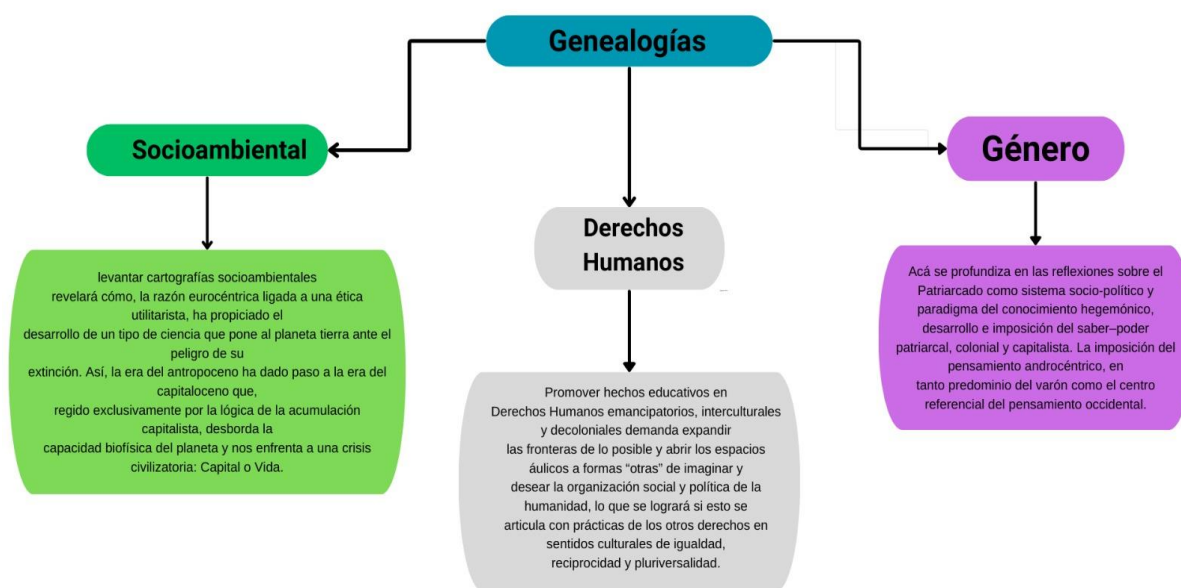 Genealogías
Socioambiental
levantar cartografías socioambientales
revelará cómo, la razón eurocéntrica ligada a una ética
utilitarista, ha propiciado el
desarrollo de un tipo de ciencia que pone al planeta tierra ante el
peligro de su
extinción. Así, la era del antropoceno ha dado paso a la era del
capitaloceno que,
regido exclusivamente por la lógica de la acumulación
capitalista, desborda la
capacidad biofísica del planeta y nos enfrenta a una crisis
civilizatoria: Capital o Vida.
Derechos
Humanos
Promover hechos educativos en
Derechos Humanos emancipatorios, interculturales
y decoloniales demanda expandir
las fronteras de lo posible y abrir los espacios
áulicos a formas “otras” de imaginar y
desear la organización social y política de la
humanidad, lo que se logrará si esto se
articula con prácticas de los otros derechos en
sentidos culturales de igualdad,
reciprocidad y pluriversalidad.
Género
Acá se profundiza en las reflexiones sobre el
Patriarcado como sistema socio-político y
paradigma del conocimiento hegemónico,
desarrollo e imposición del saber–poder
patriarcal, colonial y capitalista. La imposición del
pensamiento androcéntrico, en
tanto predominio del varón como el centro
referencial del pensamiento occidental.